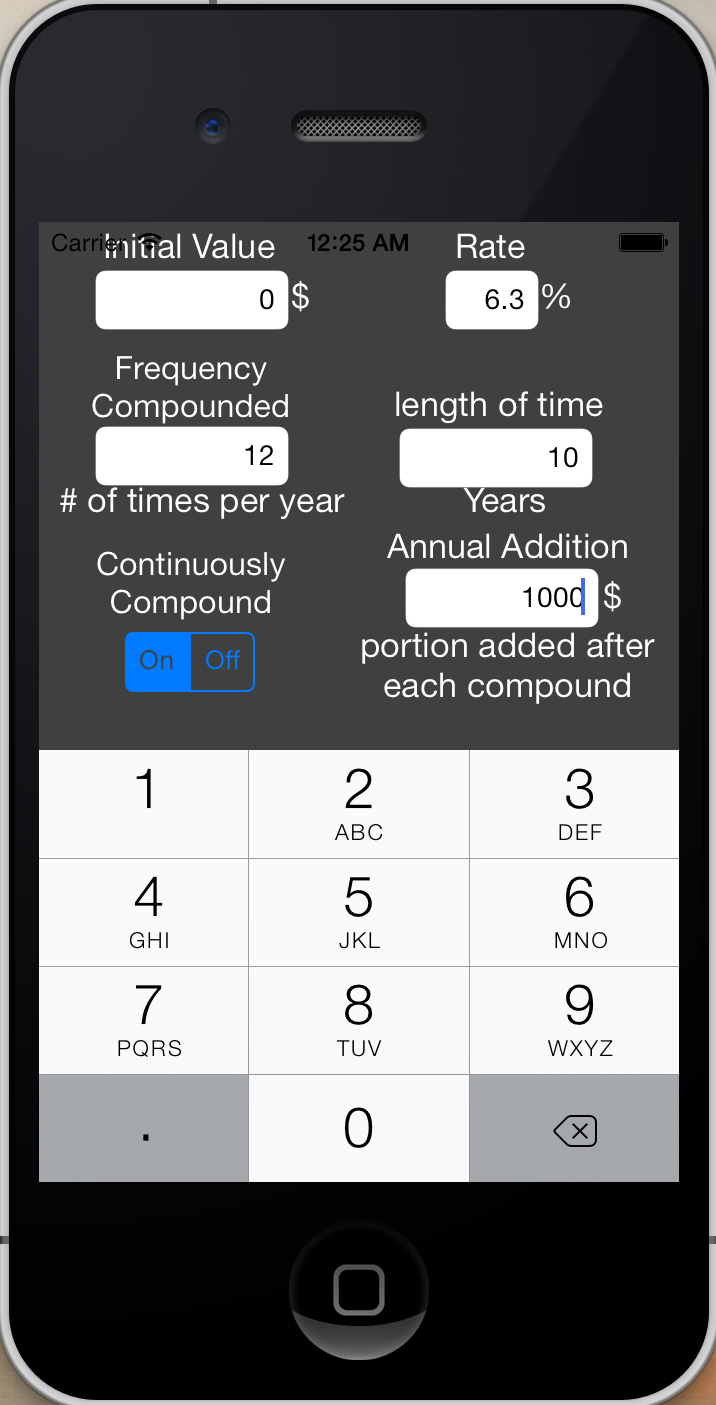 Carrier 12:25 AM
Initial Value Rate
0 $ 6.3 %
Frequency
Compounded
length of time
12 10
# of times per year Years
Annual Addition
Continuously
Compound
1000 $
On Off
portion added after
each compound
1 2 3
ABC DEF
4 5 6
GHI JKL MNO
7 8 9
PQRS TUV WXYZ
. 0